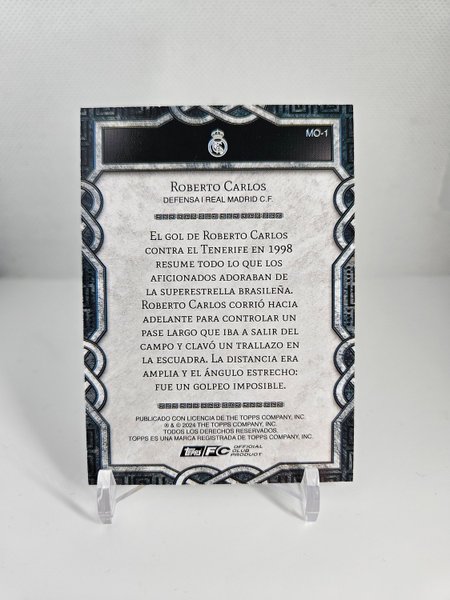 MO-1
ROBERTO CARLOS
DEFENSA | REAL MADRID C.F.
EL GOL DE ROBERTO CARLOS
CONTRA EL TENERIFE EN 1998
RESUME TODO LO QUE LOS
AFICIONADOS ADORABAN DE
LA SUPERESTRELLA BRASILEÑA.
ROBERTO CARLOS CORRIÓ HACIA
ADELANTE PARA CONTROLAR UN
PASE LARGO QUE IBA A SALIR DEL
CAMPO Y CLAVÓ UN TRALLAZO EN
LA ESCUADRA. LA DISTANCIA ERA
AMPLIA Y EL ÁNGULO ESTRECHO:
FUE UN GOLPEO IMPOSIBLE.
PUBLICADO CON LICENCIA DE THE TOPPS COMPANY, INC.
® & © 2024 THE TOPPS COMPANY, INC.
TODOS LOS DERECHOS RESERVADOS.
TOPPS ES UNA MARCA REGISTRADA DE TOPPS COMPANY, INC.
Topps FC OFFICIAL
CLUB
PRODUCT